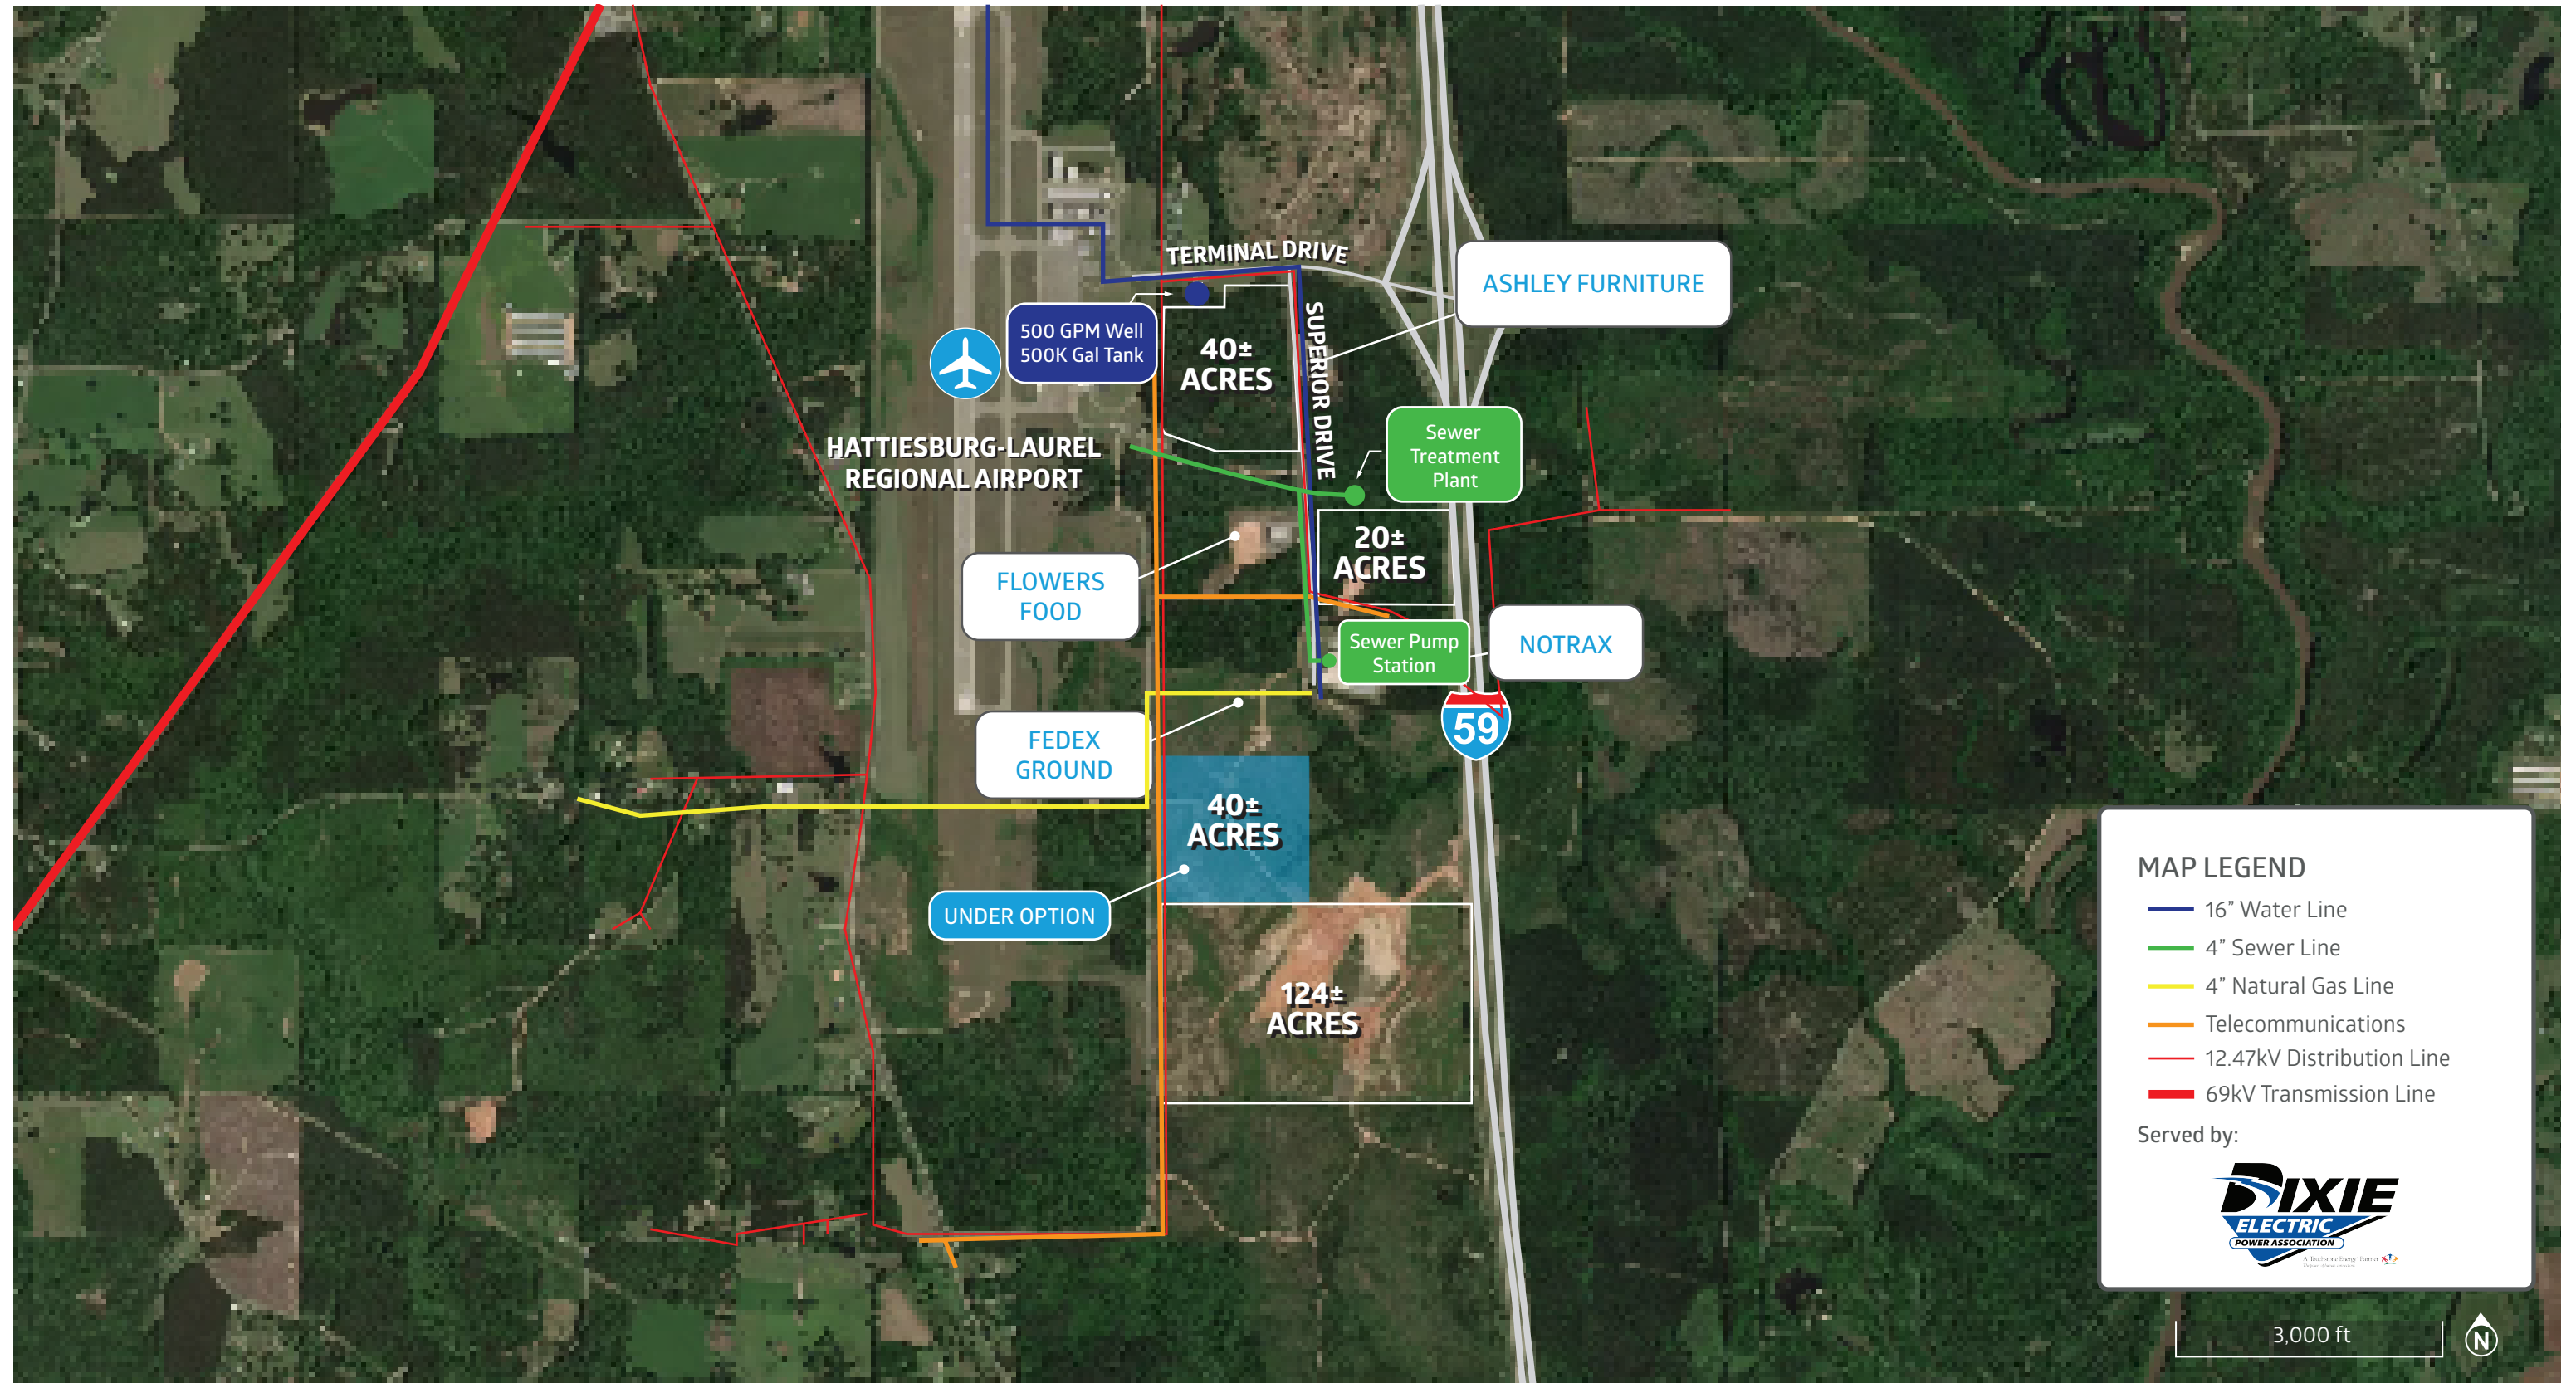 TERMINAL DRIVE
ASHLEY FURNITURE
500 GPM Well
500K Gal Tank
SUPERIOR DRIVE
40±
ACRES
HATTIESBURG-LAUREL
REGIONAL AIRPORT
Sewer
Treatment
Plant
20±
ACRES
FLOWERS
FOOD
Sewer Pump
Station
NOTRAX
59
FEDEX
GROUND
40±
ACRES
UNDER OPTION
124±
ACRES
MAP LEGEND
16” Water Line
4” Sewer Line
4” Natural Gas Line
Telecommunications
12.47kV Distribution Line
69kV Transmission Line
Served by:
DIXIE
ELECTRIC
POWER ASSOCIATION
A Touchstone Energy Partner
3,000 ft
N